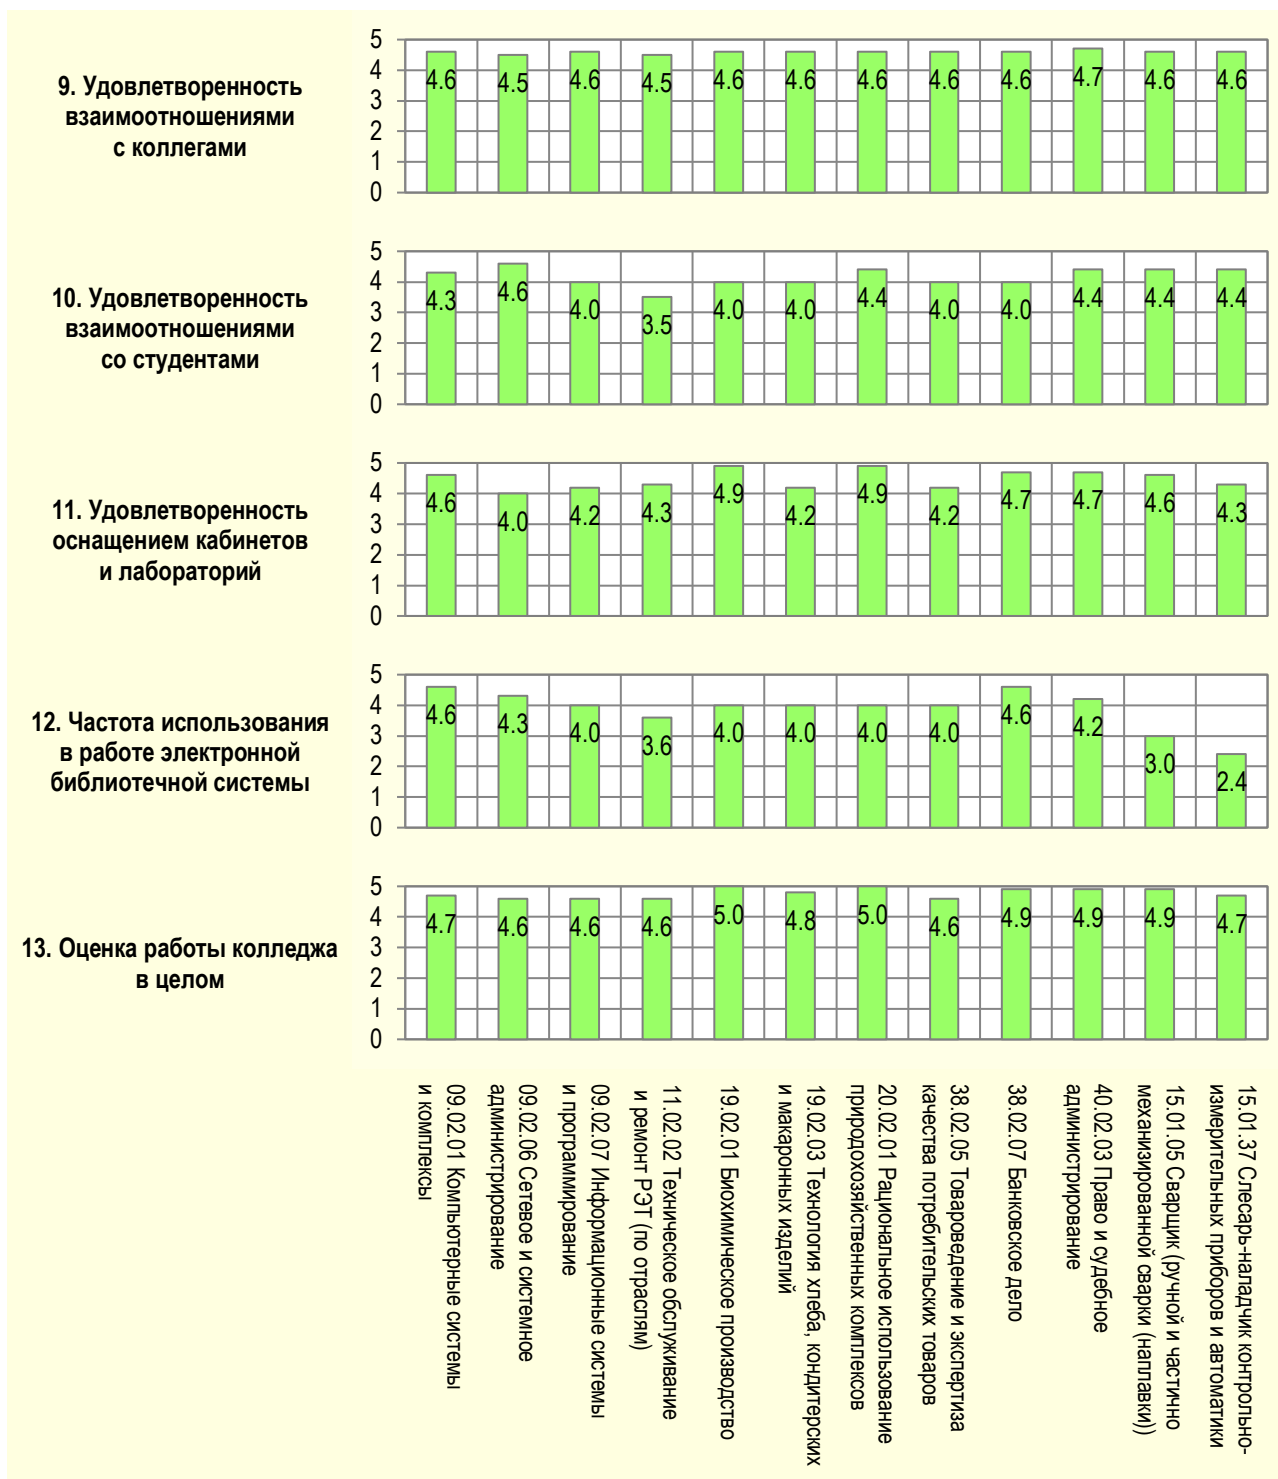 9. Удовлетворенность
взаимоотношениями
с коллегами
5
4
3
2
1
0
4.6 4.5 4.6 4.5 4.6 4.6 4.6 4.6 4.6 4.7 4.6 4.6
10. Удовлетворенность
взаимоотношениями
со студентами
5
4
3
2
1
0
4.3 4.6 4.0 3.5 4.0 4.0 4.4 4.0 4.0 4.4 4.4 4.4
11. Удовлетворенность
оснащением кабинетов
и лабораторий
5
4
3
2
1
0
4.6 4.0 4.2 4.3 4.9 4.2 4.9 4.2 4.7 4.7 4.6 4.3
12. Частота использования
в работе электронной
библиотечной системы
5
4
3
2
1
0
4.6 4.3 4.0 3.6 4.0 4.0 4.0 4.0 4.6 4.2 3.0 2.4
13. Оценка работы колледжа
в целом
5
4
3
2
1
0
4.7 4.6 4.6 4.6 5.0 4.8 5.0 4.6 4.9 4.9 4.9 4.7
09.02.01 Компьютерные системы
и комплексы
09.02.06 Сетевое и системное
администрирование
09.02.07 Информационные системы
и программирование
11.02.02 Техническое обслуживание
и ремонт РЭТ (по отраслям)
19.02.01 Биохимическое производство
19.02.03 Технология хлеба, кондитерских
и макаронных изделий
20.02.01 Рациональное использование
природохозяйственных комплексов
38.02.05 Товароведение и экспертиза
качества потребительских товаров
38.02.07 Банковское дело
40.02.03 Право и судебное
администрирование
15.01.05 Сварщик (ручной и частично
механизированной сварки (наплавки))
15.01.37 Слесарь-наладчик контрольно-
измерительных приборов и автоматики